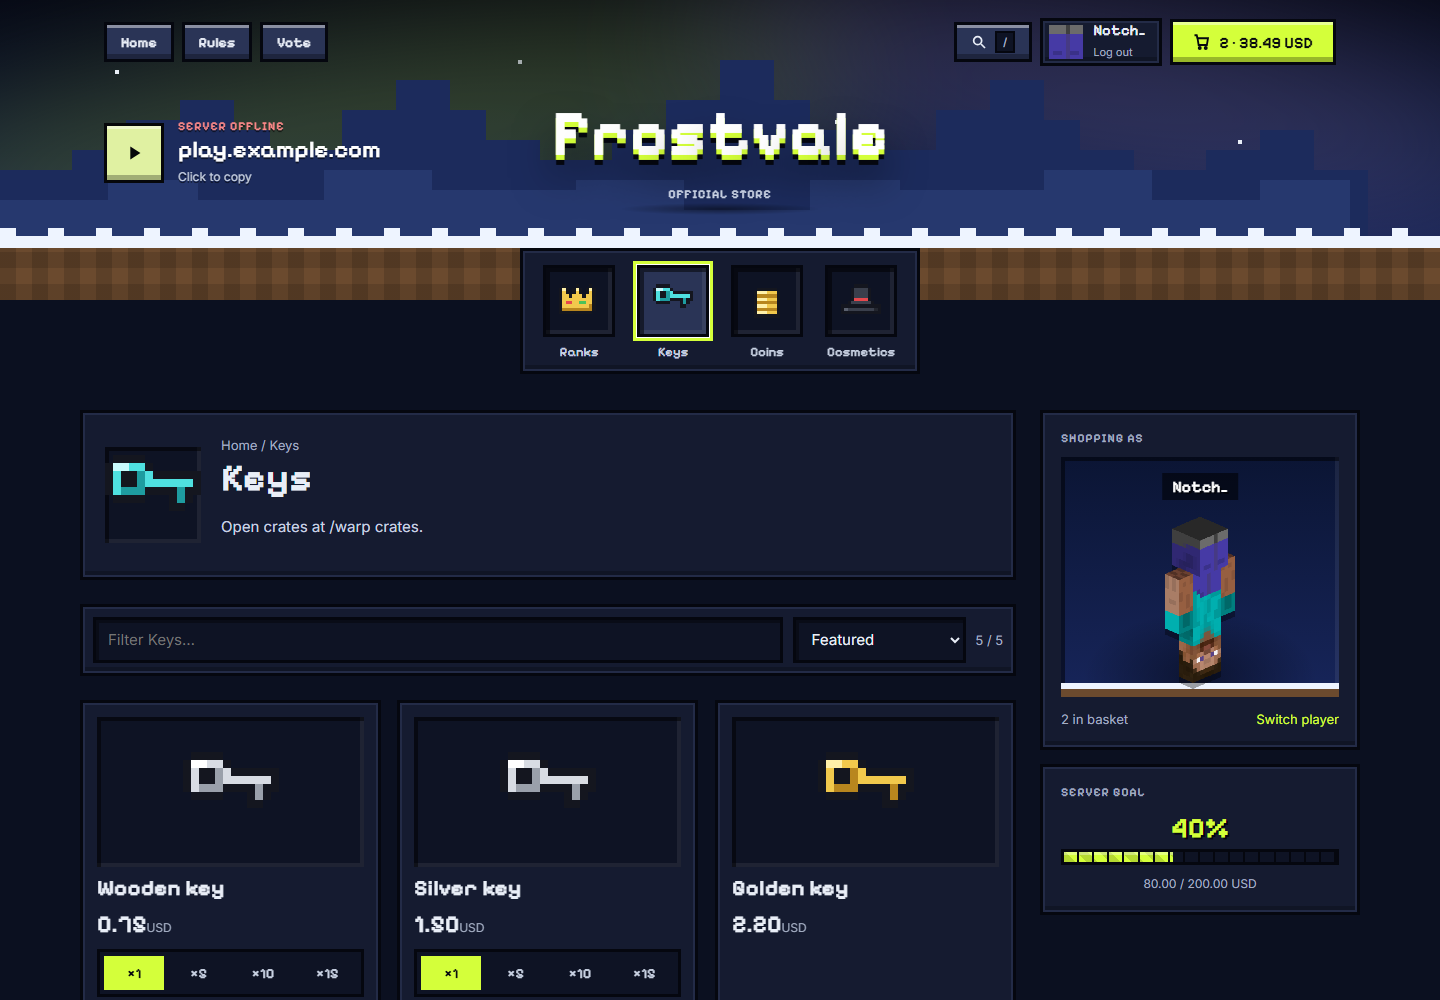 Home
Rules
Vote
/
Notch_
Log out
2 · 38.49 USD
SERVER OFFLINE
play.example.com
Click to copy
Frostvale
OFFICIAL STORE
Ranks
Keys
Coins
Cosmetics
Home / Keys
Keys
Open crates at /warp crates.
Filter Keys...
Featured
5 / 5
Wooden key
0.75USD
×1
×5
×10
×15
Silver key
1.50USD
×1
×5
×10
×15
Golden key
2.20USD
SHOPPING AS
Notch_
2 in basket
Switch player
SERVER GOAL
40%
80.00 / 200.00 USD